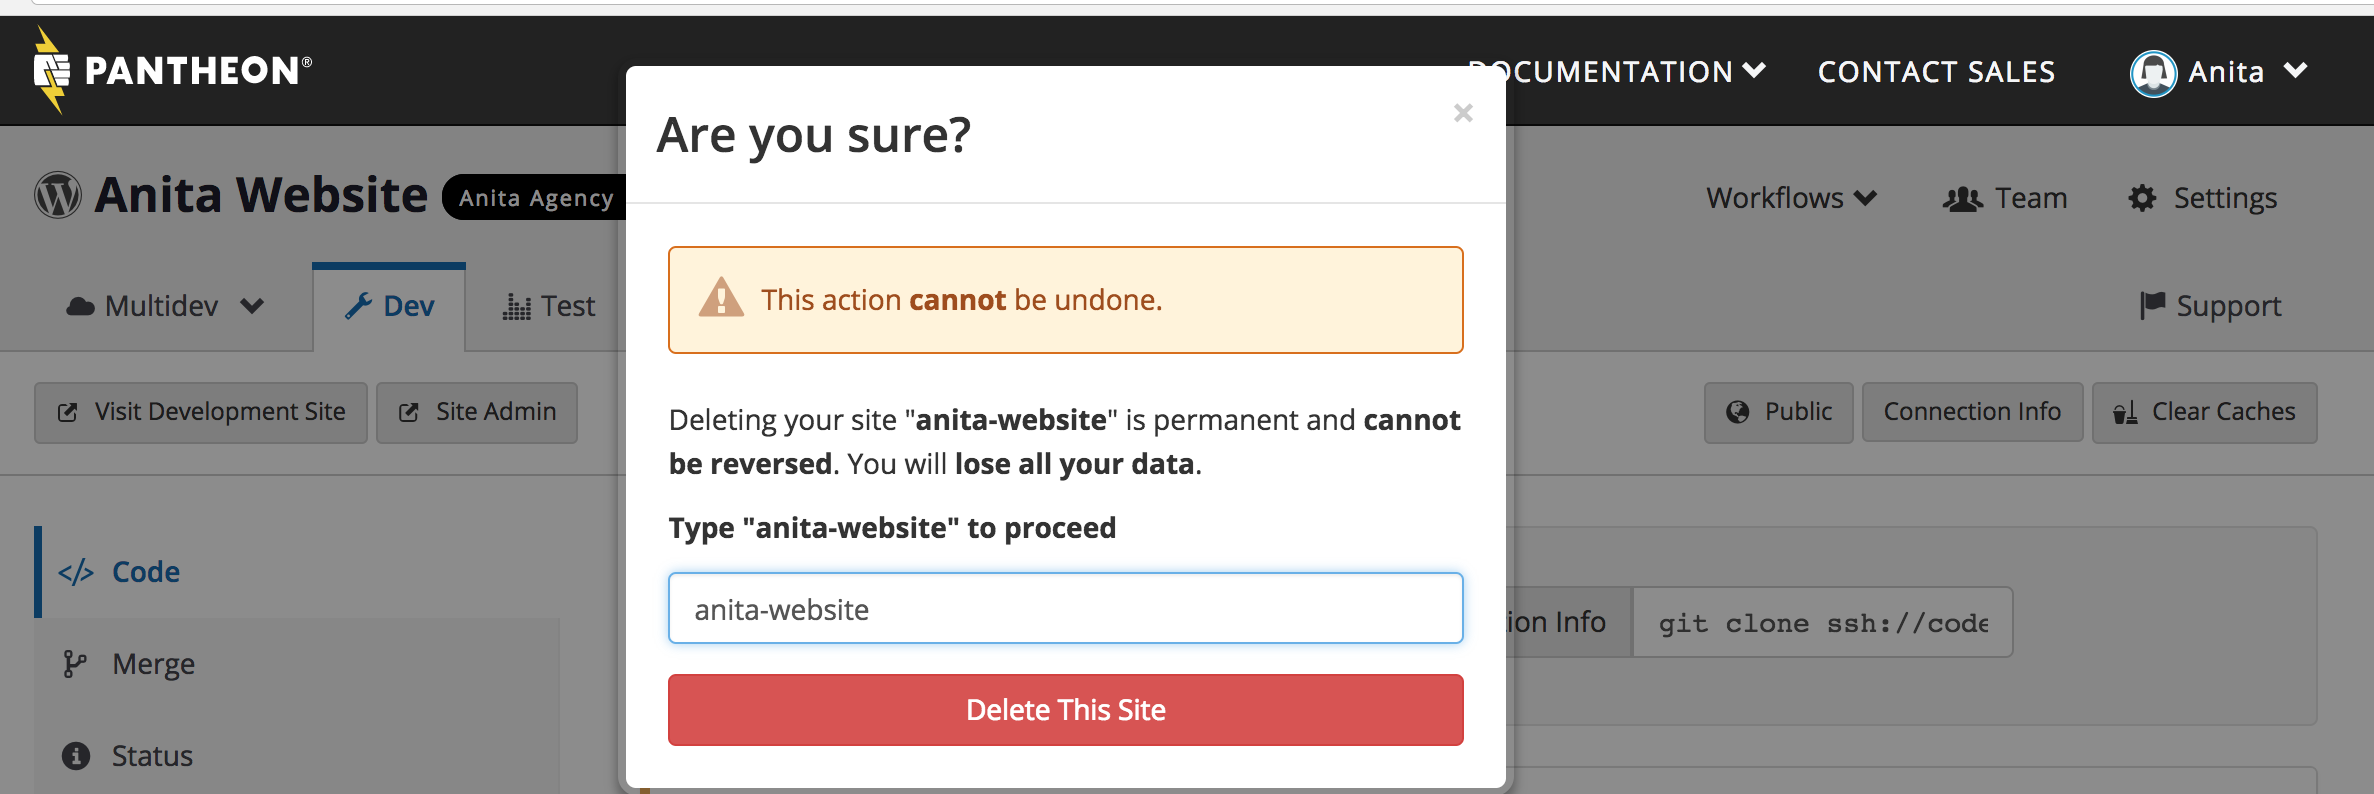 PANTHEON®
DOCUMENTATION
CONTACT SALES
Anita
Anita Website
Anita Agency
Workflows
Team
Settings
Multidev
Dev
Test
Support
Visit Development Site
Site Admin
Public
Connection Info
Clear Caches
Code
Merge
Status
ion Info
git clone ssh://code
Are you sure?
×
This action cannot be undone.
Deleting your site "anita-website" is permanent and cannot
be reversed. You will lose all your data.
Type "anita-website" to proceed
anita-website
Delete This Site